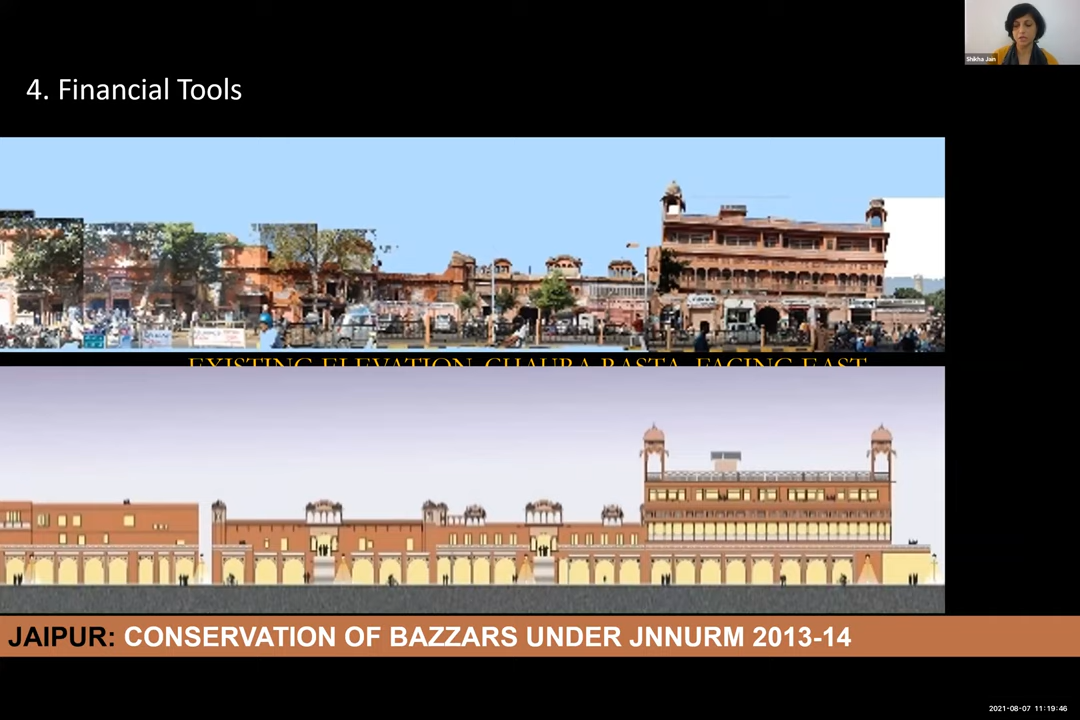 Shikha Jain
4. Financial Tools
EXISTING ELEVATION, CHAURA RASTA, FACING EAST
JAIPUR: CONSERVATION OF BAZZARS UNDER JNNURM 2013-14
2021-08-07 11:19:46